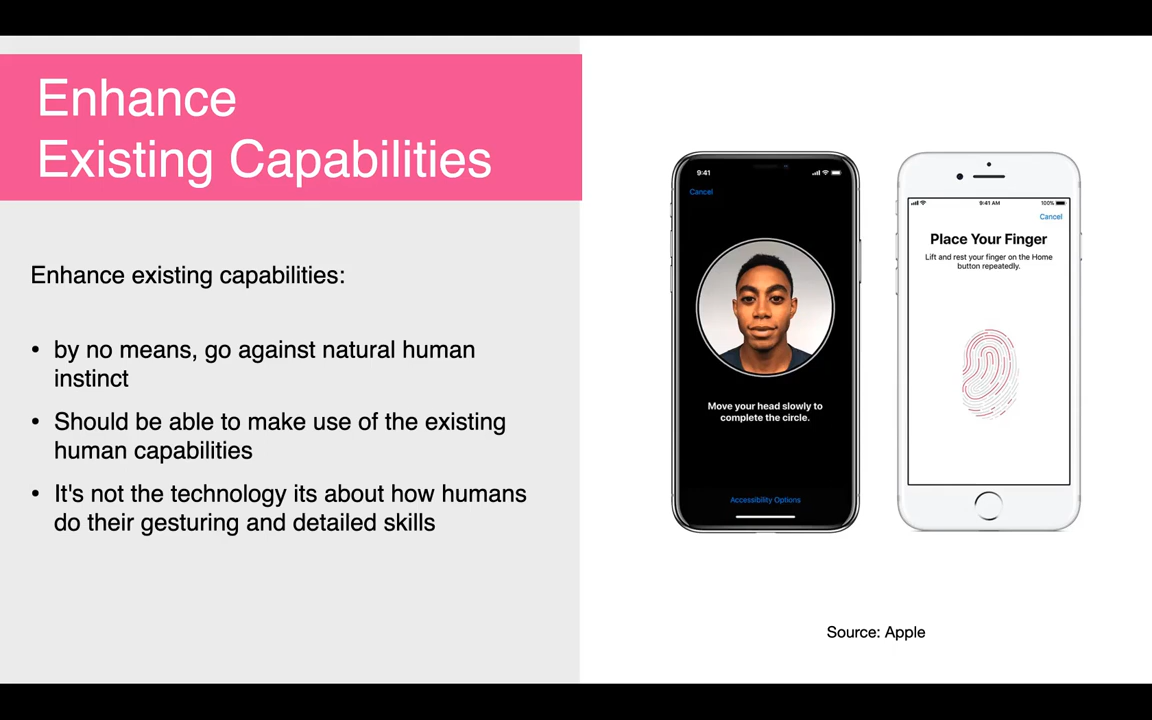 Enhance
Existing Capabilities
Enhance existing capabilities:
• by no means, go against natural human
instinct
• Should be able to make use of the existing
human capabilities
• It's not the technology its about how humans
do their gesturing and detailed skills
9:41
Cancel
Move your head slowly to
complete the circle.
Accessibility Options
9:41 AM
100%
Cancel
Place Your Finger
Lift and rest your finger on the Home
button repeatedly.
Source: Apple